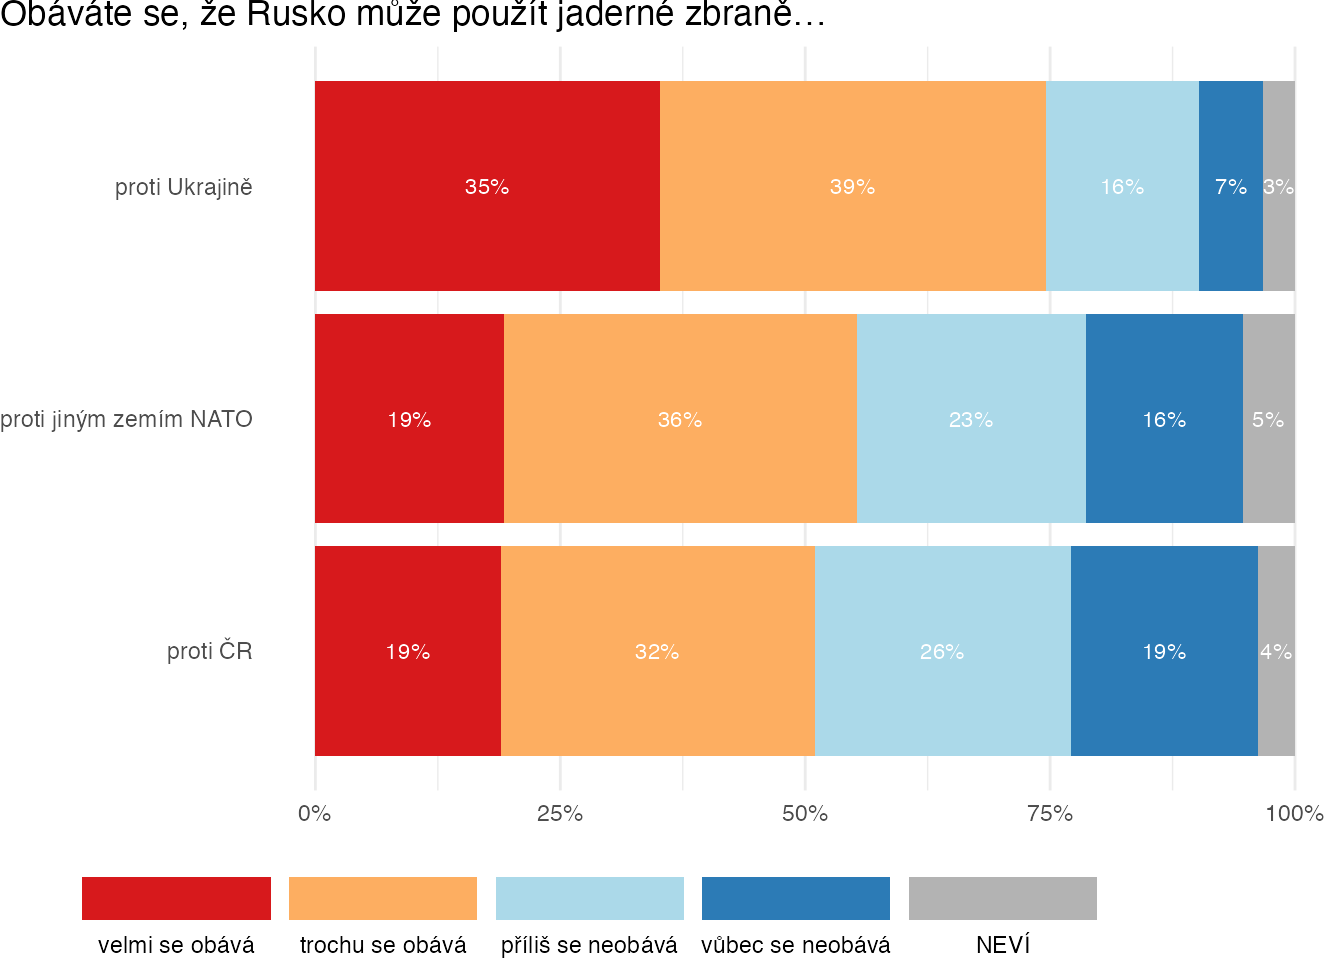 Obáváte se, že Rusko může použít jaderné zbraně…
proti Ukrajině
35%
39%
16%
7%
3%
proti jiným zemím NATO
19%
36%
23%
16%
5%
proti ČR
19%
32%
26%
19%
4%
0%
25%
50%
75%
100%
velmi se obává
trochu se obává
příliš se neobává
vůbec se neobává
NEVÍ